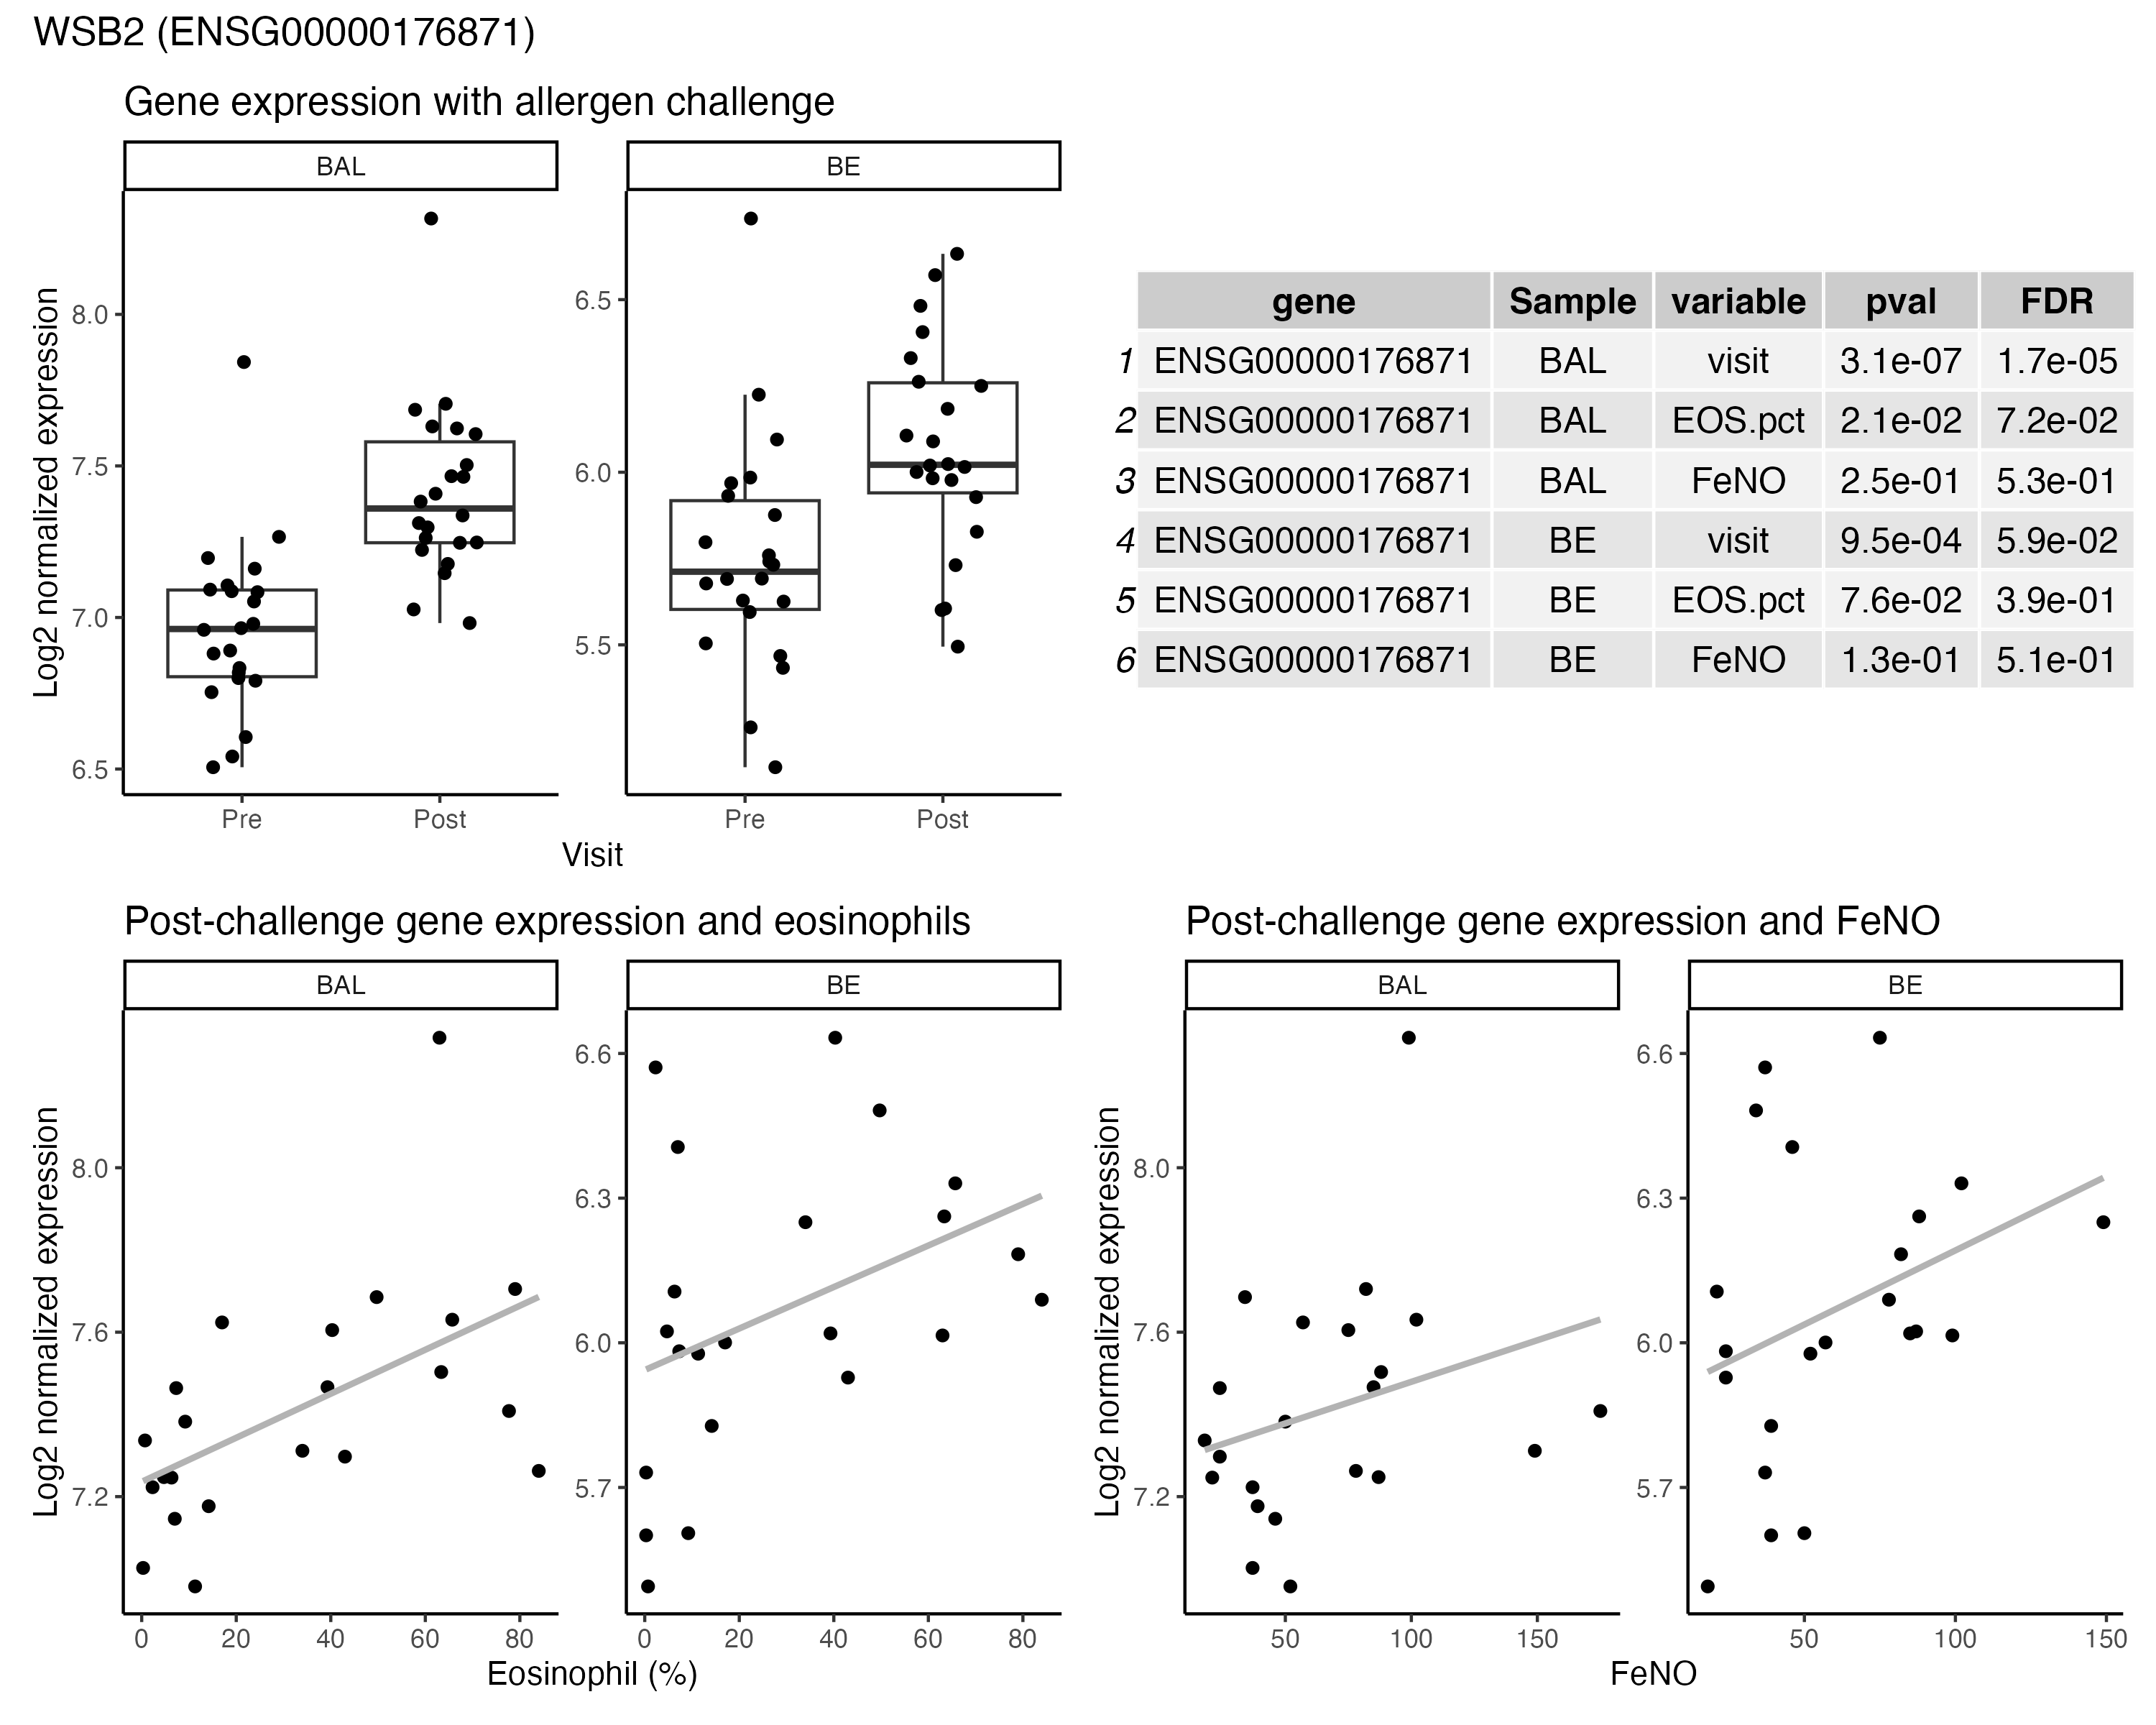 WSB2 (ENSG00000176871)
Gene expression with allergen challenge
BAL BE
Log2 normalized expression
8.0
7.5
7.0
6.5
6.5
6.0
5.5
Pre Post Pre Post
Visit
gene Sample variable pval FDR
1 ENSG00000176871 BAL visit 3.1e-07 1.7e-05
2 ENSG00000176871 BAL EOS.pct 2.1e-02 7.2e-02
3 ENSG00000176871 BAL FeNO 2.5e-01 5.3e-01
4 ENSG00000176871 BE visit 9.5e-04 5.9e-02
5 ENSG00000176871 BE EOS.pct 7.6e-02 3.9e-01
6 ENSG00000176871 BE FeNO 1.3e-01 5.1e-01
Post-challenge gene expression and eosinophils
BAL BE
Log2 normalized expression
8.0
7.6
7.2
6.6
6.3
6.0
5.7
0 20 40 60 80 0 20 40 60 80
Eosinophil (%)
Post-challenge gene expression and FeNO
BAL BE
Log2 normalized expression
8.0
7.6
7.2
6.6
6.3
6.0
5.7
50 100 150 50 100 150
FeNO